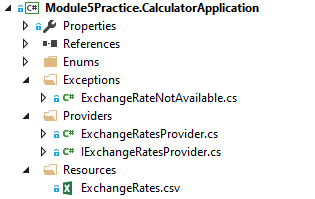 C# Module5Practice.CalculatorApplication
Properties
References
Enums
Exceptions
C# ExchangeRateNotAvailable.cs
Providers
C# ExchangeRatesProvider.cs
C# IExchangeRatesProvider.cs
Resources
ExchangeRates.csv